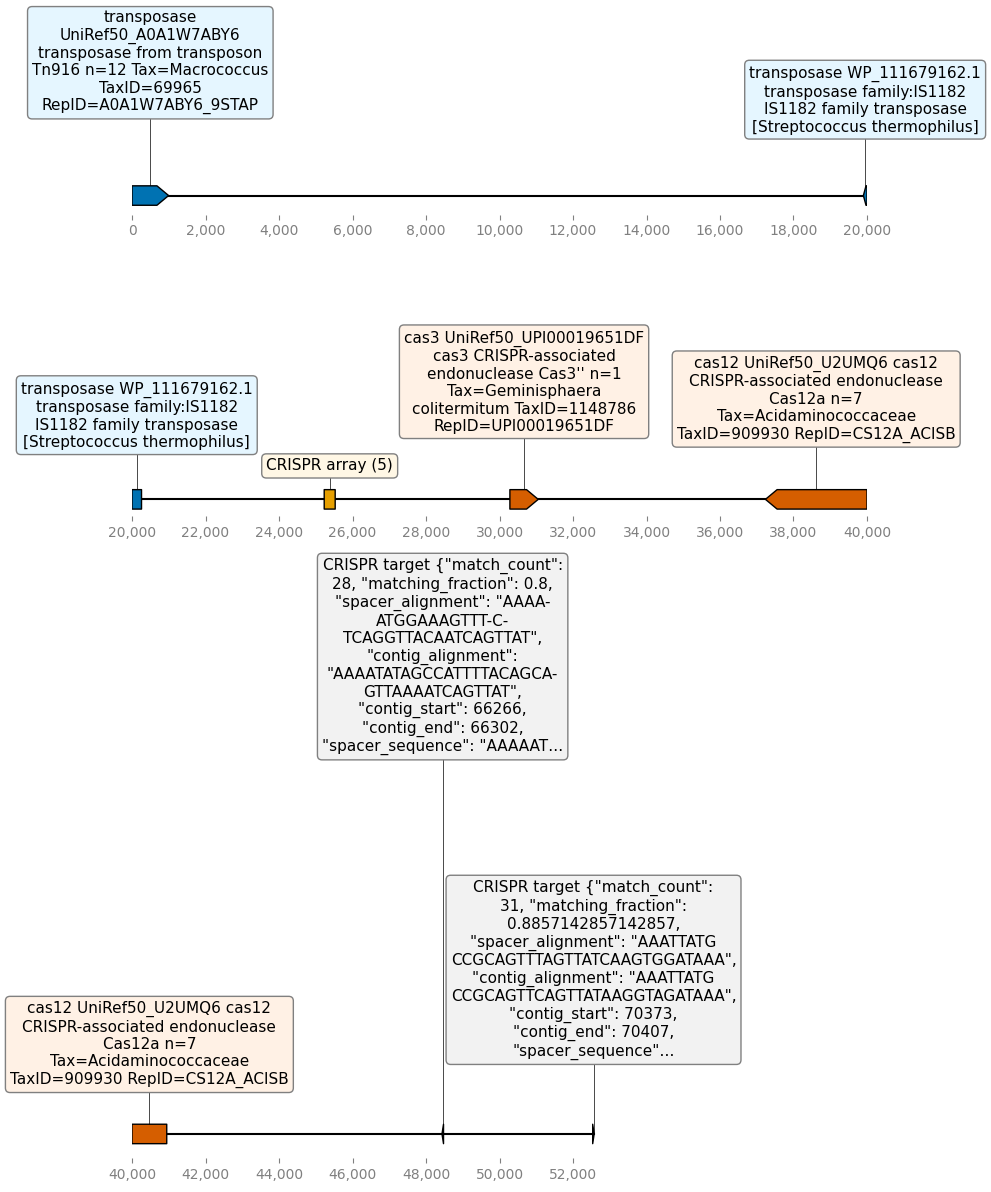 transposase
UniRef50_A0A1W7ABY6
transposase from transposon
Tn916 n=12 Tax=Macrococcus
TaxID=69965
RepID=A0A1W7ABY6_9STAP
transposase WP_111679162.1
transposase family:IS1182
IS1182 family transposase
[Streptococcus thermophilus]
0 2,000 4,000 6,000 8,000 10,000 12,000 14,000 16,000 18,000 20,000
cas3 UniRef50_UPI00019651DF
cas3 CRISPR-associated
endonuclease Cas3'' n=1
Tax=Geminisphaera
colitermitum TaxID=1148786
RepID=UPI00019651DF
cas12 UniRef50_U2UMQ6 cas12
CRISPR-associated endonuclease
Cas12a n=7
Tax=Acidaminococcaceae
TaxID=909930 RepID=CS12A_ACISB
transposase WP_111679162.1
transposase family:IS1182
IS1182 family transposase
[Streptococcus thermophilus]
CRISPR array (5)
20,000 22,000 24,000 26,000 28,000 30,000 32,000 34,000 36,000 38,000 40,000
CRISPR target {"match_count":
28, "matching_fraction": 0.8,
"spacer_alignment": "AAAA-
ATGGAAAGTTT-C-
TCAGGTTACAATCAGTTAT",
"contig_alignment":
"AAAATATAGCCATTTTACAGCA-
GTTAAAATCAGTTAT",
"contig_start": 66266,
"contig_end": 66302,
"spacer_sequence": "AAAAAT…
CRISPR target {"match_count":
31, "matching_fraction":
0.8857142857142857,
"spacer_alignment": "AAATTATG
CCGCAGTTTAGTTATCAAGTGGATAAA",
"contig_alignment": "AAATTATG
CCGCAGTTCAGTTATAAGGTAGATAAA",
"contig_start": 70373,
"contig_end": 70407,
"spacer_sequence"…
cas12 UniRef50_U2UMQ6 cas12
CRISPR-associated endonuclease
Cas12a n=7
Tax=Acidaminococcaceae
TaxID=909930 RepID=CS12A_ACISB
40,000 42,000 44,000 46,000 48,000 50,000 52,000